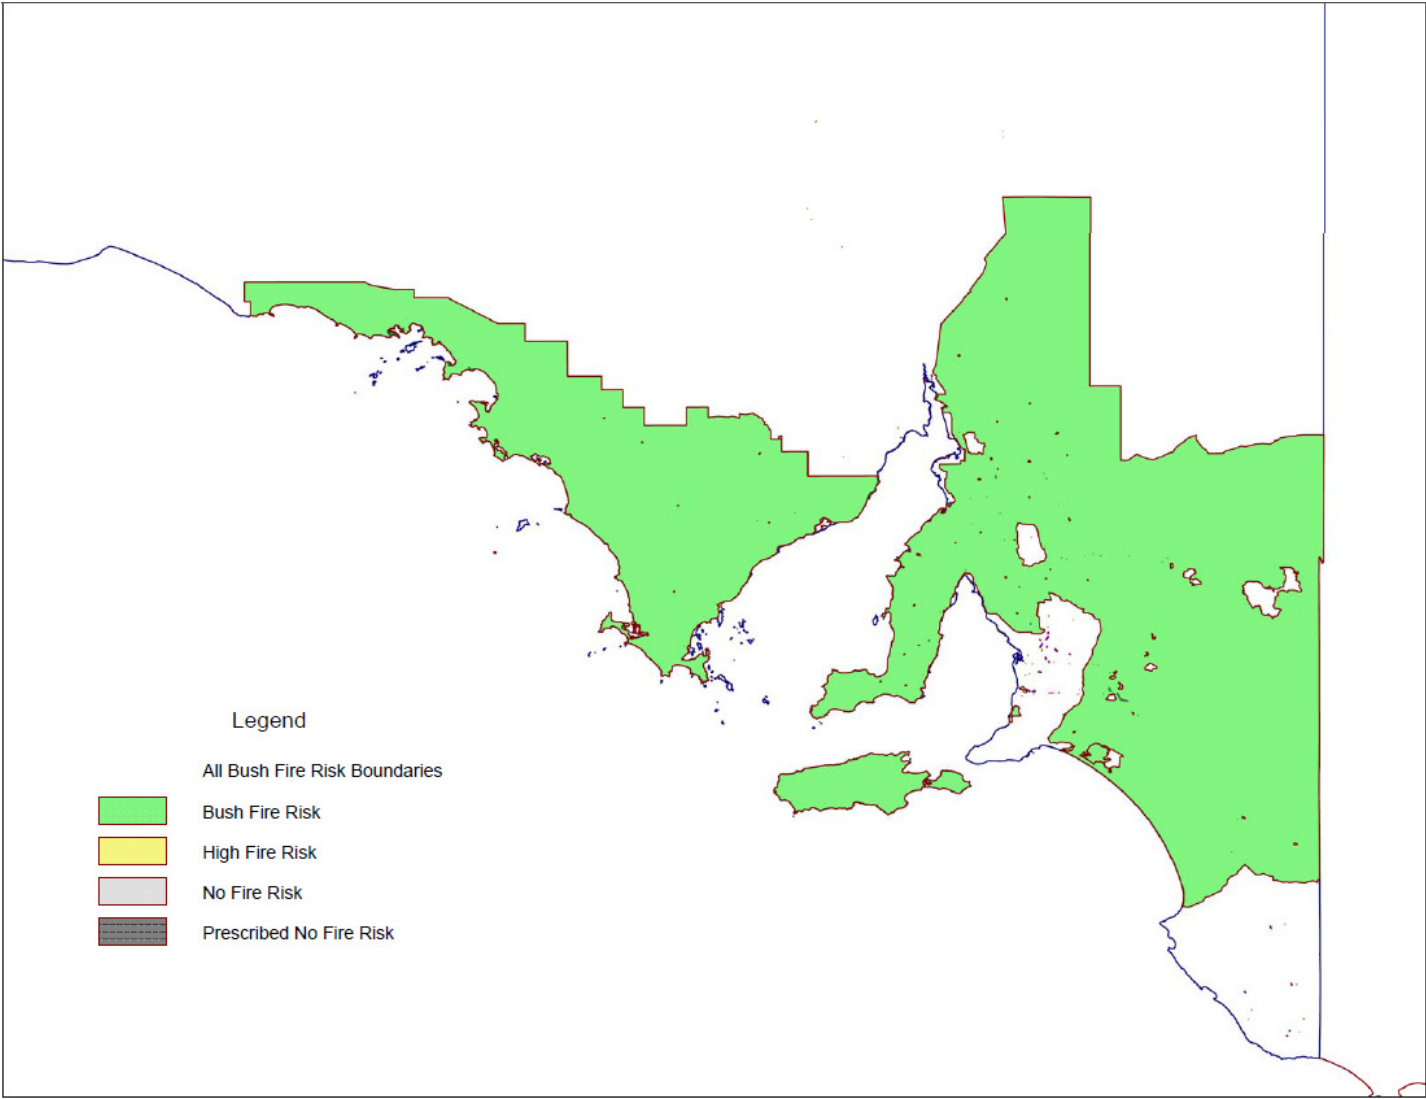 Legend
All Bush Fire Risk Boundaries
Bush Fire Risk
High Fire Risk
No Fire Risk
Prescribed No Fire Risk